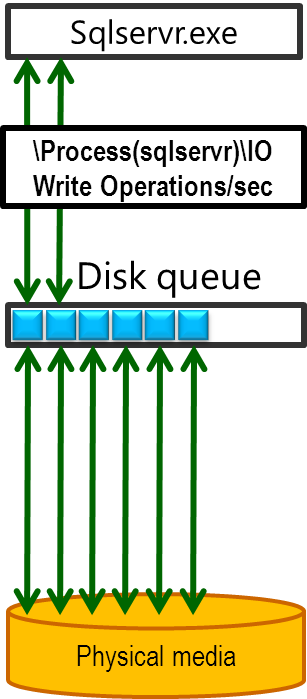 Sqlservr.exe
\Process(sqlservr)\IO
Write Operations/sec
Disk queue
Physical media